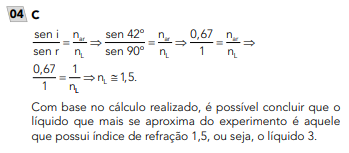 04 C
sen i / sen r = n_ar / n_L ⇒ sen 42º / sen 90º = n_ar / n_L ⇒ 0,67 / 1 = n_ar / n_L ⇒
0,67 / 1 = 1 / n_L ⇒ n_L ≅ 1,5.
Com base no cálculo realizado, é possível concluir que o
líquido que mais se aproxima do experimento é aquele
que possui índice de refração 1,5, ou seja, o líquido 3.